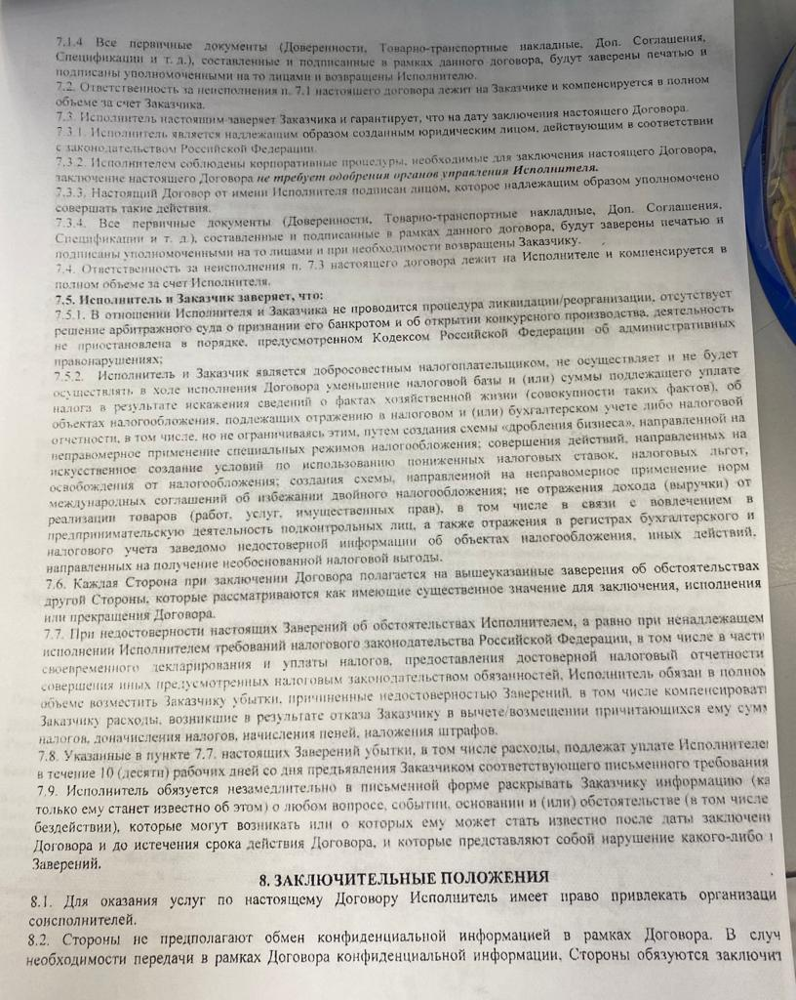 7.1.4 Все первичные документы (Доверенности, Товарно-транспортные накладные, Доп. Соглашения,
Спецификации и т. д.), составленные и подписанные в рамках данного договора, будут заверены печатью и
подписаны уполномоченными на то лицами и возвращены Исполнителю.
7.2. Ответственность за неисполнения п. 7.1 настоящего договора лежит на Заказчике и компенсируется в полном
объеме за счет Заказчика.
7.3. Исполнитель настоящим заверяет Заказчика и гарантирует, что на дату заключения настоящего Договора.
7.3.1. Исполнитель является надлежащим образом созданным юридическим лицом, действующим в соответствии
с законодательством Российской Федерации.
7.3.2. Исполнителем соблюдены корпоративные процедуры, необходимые для заключения настоящего Договора,
заключение настоящего Договора не требует одобрения органов управления Исполнителя.
7.3.3. Настоящий Договор от имени Исполнителя подписан лицом, которое надлежащим образом уполномочено
совершать такие действия.
7.3.4. Все первичные документы (Доверенности, Товарно-транспортные накладные, Доп. Соглашения,
Спецификации и т. д.), составленные и подписанные в рамках данного договора, будут заверены печатью и
подписаны уполномоченными на то лицами и при необходимости возвращены Заказчику.
7.4. Ответственность за неисполнения п. 7.3 настоящего договора лежит на Исполнителе и компенсируется в
полном объеме за счет Исполнителя.
7.5. Исполнитель и Заказчик заверяет, что:
7.5.1. В отношении Исполнителя и Заказчика не проводится процедура ликвидации/реорганизации, отсутствует
решение арбитражного суда о признании его банкротом и об открытии конкурсного производства, деятельность
не приостановлена в порядке, предусмотренном Кодексом Российской Федерации об административных
правонарушениях;
7.5.2. Исполнитель и Заказчик является добросовестным налогоплательщиком, не осуществляет и не будет
осуществлять в ходе исполнения Договора уменьшение налоговой базы и (или) суммы подлежащего уплате
налога в результате искажения сведений о фактах хозяйственной жизни (совокупности таких фактов), об
объектах налогообложения, подлежащих отражению в налоговом и (или) бухгалтерском учете либо налоговой
отчетности, в том числе, но не ограничиваясь этим, путем создания схемы «дробления бизнеса», направленной на
неправомерное применение специальных режимов налогообложения; совершения действий, направленных на
искусственное создание условий по использованию пониженных налоговых ставок, налоговых льгот,
освобождения от налогообложения; создания схемы, направленной на неправомерное применение норм
международных соглашений об избежании двойного налогообложения; не отражения дохода (выручки) от
реализации товаров (работ, услуг, имущественных прав), в том числе в связи с вовлечением в
предпринимательскую деятельность подконтрольных лиц, а также отражения в регистрах бухгалтерского и
налогового учета заведомо недостоверной информации об объектах налогообложения, иных действий,
направленных на получение необоснованной налоговой выгоды.
7.6. Каждая Сторона при заключении Договора полагается на вышеуказанные заверения об обстоятельствах
другой Стороны, которые рассматриваются как имеющие существенное значение для заключения, исполнения
или прекращения Договора.
7.7. При недостоверности настоящих Заверений об обстоятельствах Исполнителем, а равно при ненадлежащем
исполнении Исполнителем требований налогового законодательства Российской Федерации, в том числе в части
своевременного декларирования и уплаты налогов, предоставления достоверной налоговый отчетности
совершения иных предусмотренных налоговым законодательством обязанностей, Исполнитель обязан в полном
объеме возместить Заказчику убытки, причиненные недостоверностью Заверений, в том числе компенсироват
Заказчику расходы, возникшие в результате отказа Заказчику в вычете/возмещении причитающихся ему сумм
налогов, доначисления налогов, начисления пеней, наложения штрафов.
7.8. Указанные в пункте 7.7. настоящих Заверений убытки, в том числе расходы, подлежат уплате Исполнителе
в течение 10 (десяти) рабочих дней со дня предъявления Заказчиком соответствующего письменного требования
7.9. Исполнитель обязуется незамедлительно в письменной форме раскрывать Заказчику информацию (ка
только ему станет известно об этом) о любом вопросе, событии, основании и (или) обстоятельстве (в том числе
бездействии), которые могут возникать или о которых ему может стать известно после даты заключен
Договора и до истечения срока действия Договора, и которые представляют собой нарушение какого-либо
Заверений.
8. ЗАКЛЮЧИТЕЛЬНЫЕ ПОЛОЖЕНИЯ
8.1. Для оказания услуг по настоящему Договору Исполнитель имеет право привлекать организаци
соисполнителей.
8.2. Стороны не предполагают обмен конфиденциальной информацией в рамках Договора. В случ
необходимости передачи в рамках Договора конфиденциальной информации, Стороны обязуются заключит